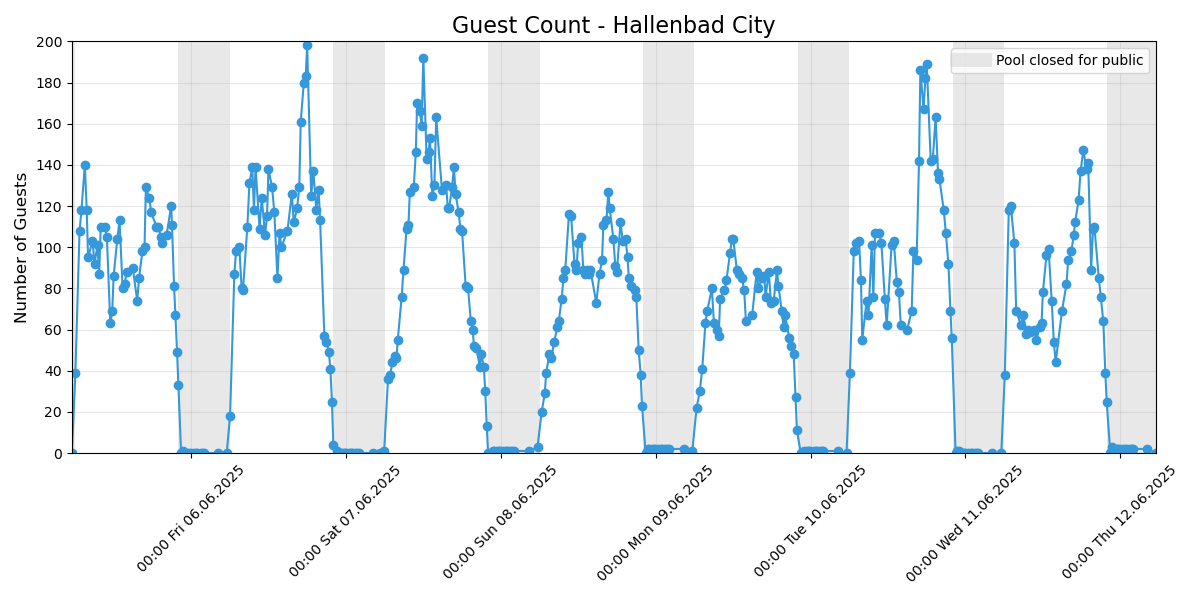 Guest Count - Hallenbad City
Pool closed for public
Number of Guests
200
180
160
140
120
100
80
60
40
20
0
00:00 Fri 06.06.2025
00:00 Sat 07.06.2025
00:00 Sun 08.06.2025
00:00 Mon 09.06.2025
00:00 Tue 10.06.2025
00:00 Wed 11.06.2025
00:00 Thu 12.06.2025